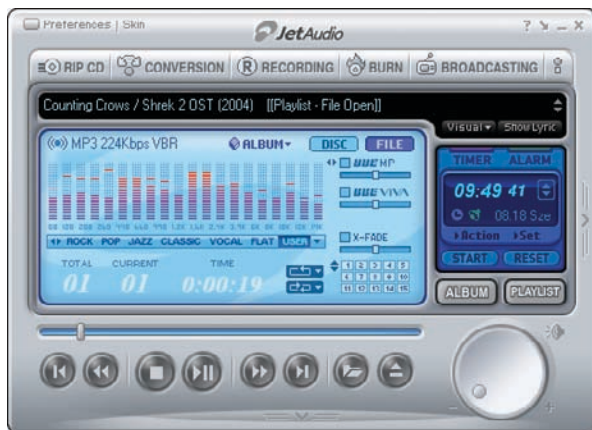 Preferences | Skin
JetAudio
RIP CD
CONVERSION
R RECORDING
BURN
BROADCASTING
Counting Crows / Shrek 2 OST (2004) [[Playlist - File Open]]
Visual
Show Lyric
MP3 224Kbps VBR
ALBUM
DISC
FILE
BBE MP
BBE VIVA
X-FADE
ROCK POP JAZZ CLASSIC VOCAL FLAT USER
TOTAL CURRENT TIME
01 01 0:00:19
1 2 3 4 5
6 7 8 9 10
11 12 13 14 15
TIMER ALARM
09:49 41
08.18 Sze
Action Set
START RESET
ALBUM PLAYLIST